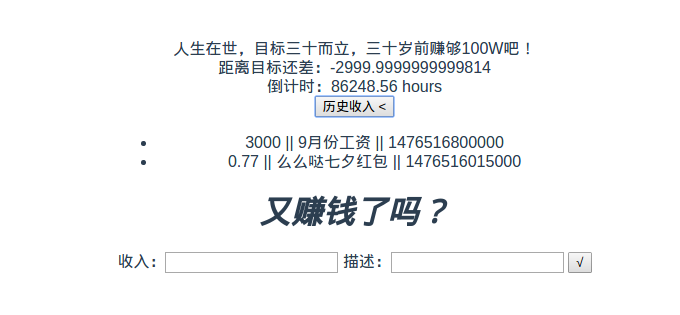 人生在世，目标三十而立，三十岁前赚够100W吧！
距离目标还差：-2999.9999999999814
倒计时：86248.56 hours
历史收入 <
3000 || 9月份工资 || 1476516800000
0.77 || 么么哒七夕红包 || 1476516015000
又赚钱了吗？
收入： 描述： √